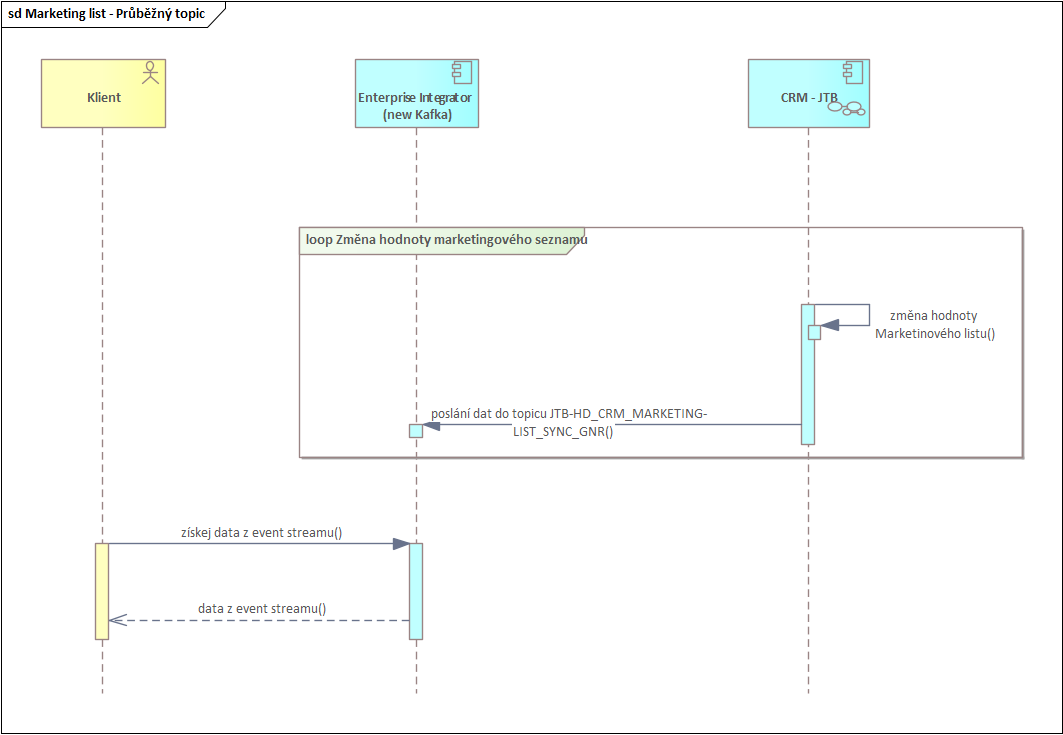 sd Marketing list - Průběžný topic
Klient
Enterprise Integrator
(new Kafka)
CRM - JTB
loop Změna hodnoty marketingového seznamu
změna hodnoty
Marketinového listu()
poslání dat do topicu JTB-HD_CRM_MARKETING-
LIST_SYNC_GNR()
získej data z event streamu()
data z event streamu()